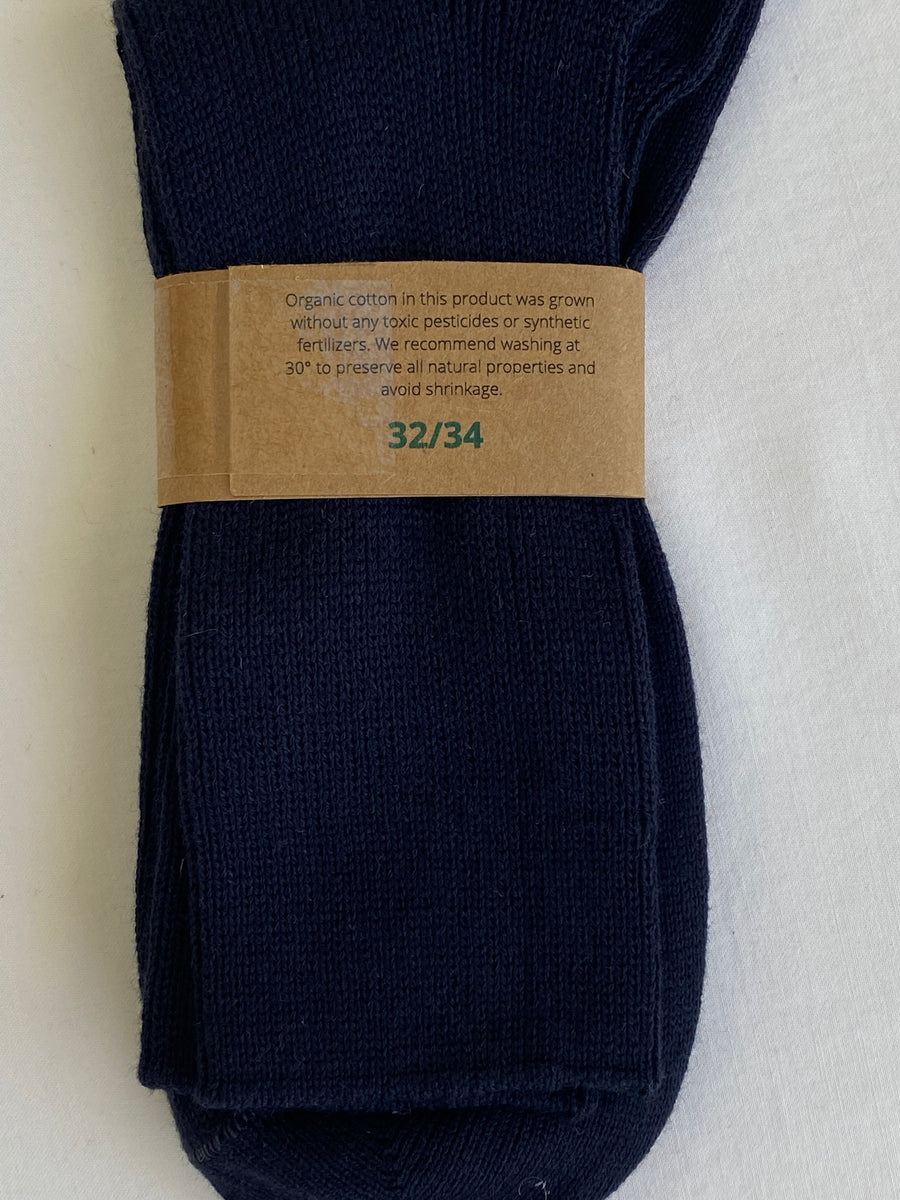 Organic cotton in this product was grown
without any toxic pesticides or synthetic
fertilizers. We recommend washing at
30° to preserve all natural properties and
avoid shrinkage.
32/34